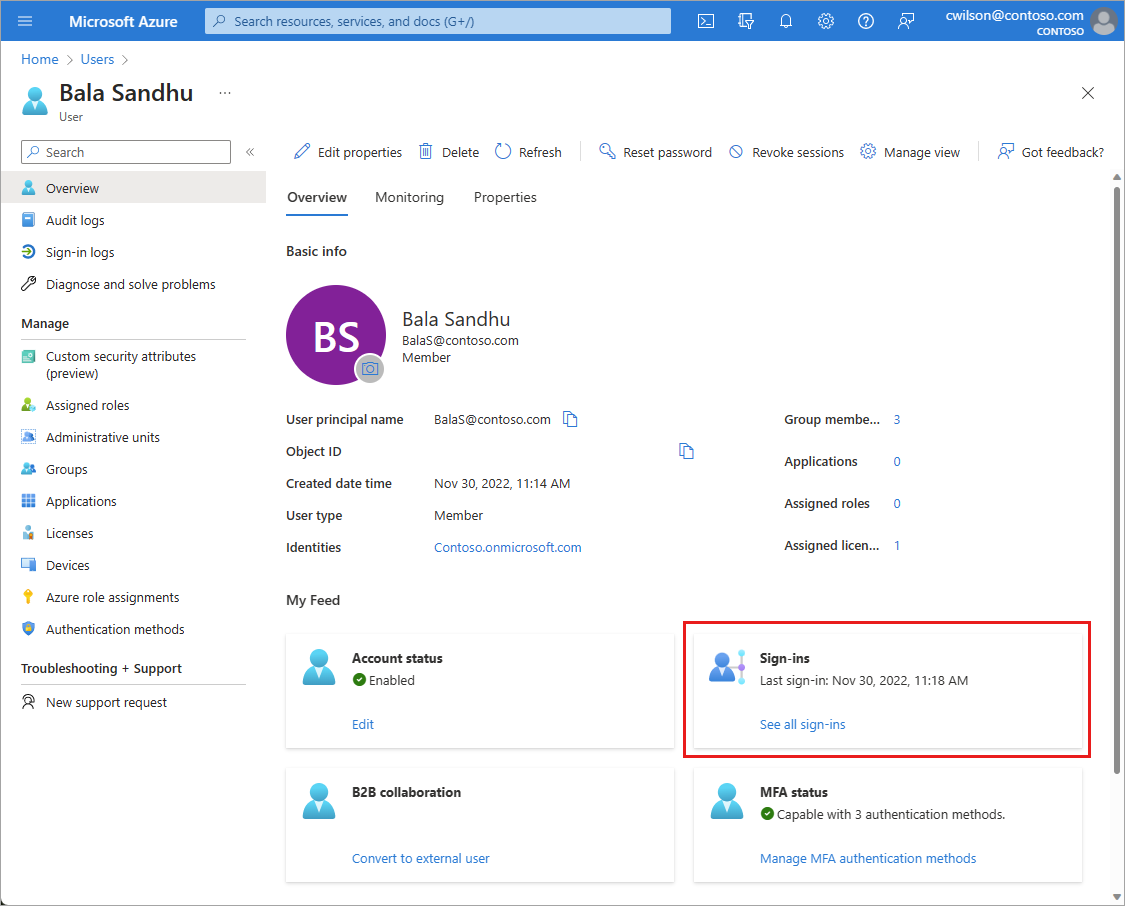 Microsoft Azure
Search resources, services, and docs (G+/)
cwilson@contoso.com
CONTOSO
Home > Users >
Bala Sandhu ...
User
Search
«
Edit properties Delete Refresh Reset password Revoke sessions Manage view Got feedback?
Overview
Audit logs
Sign-in logs
Diagnose and solve problems
Manage
Custom security attributes
(preview)
Assigned roles
Administrative units
Groups
Applications
Licenses
Devices
Azure role assignments
Authentication methods
Troubleshooting + Support
New support request
Overview Monitoring Properties
Basic info
BS
Bala Sandhu
BalaS@contoso.com
Member
User principal name BalaS@contoso.com
Object ID
Created date time Nov 30, 2022, 11:14 AM
User type Member
Identities Contoso.onmicrosoft.com
Group membe... 3
Applications 0
Assigned roles 0
Assigned licen... 1
My Feed
Account status
Enabled
Edit
Sign-ins
Last sign-in: Nov 30, 2022, 11:18 AM
See all sign-ins
B2B collaboration
Convert to external user
MFA status
Capable with 3 authentication methods.
Manage MFA authentication methods